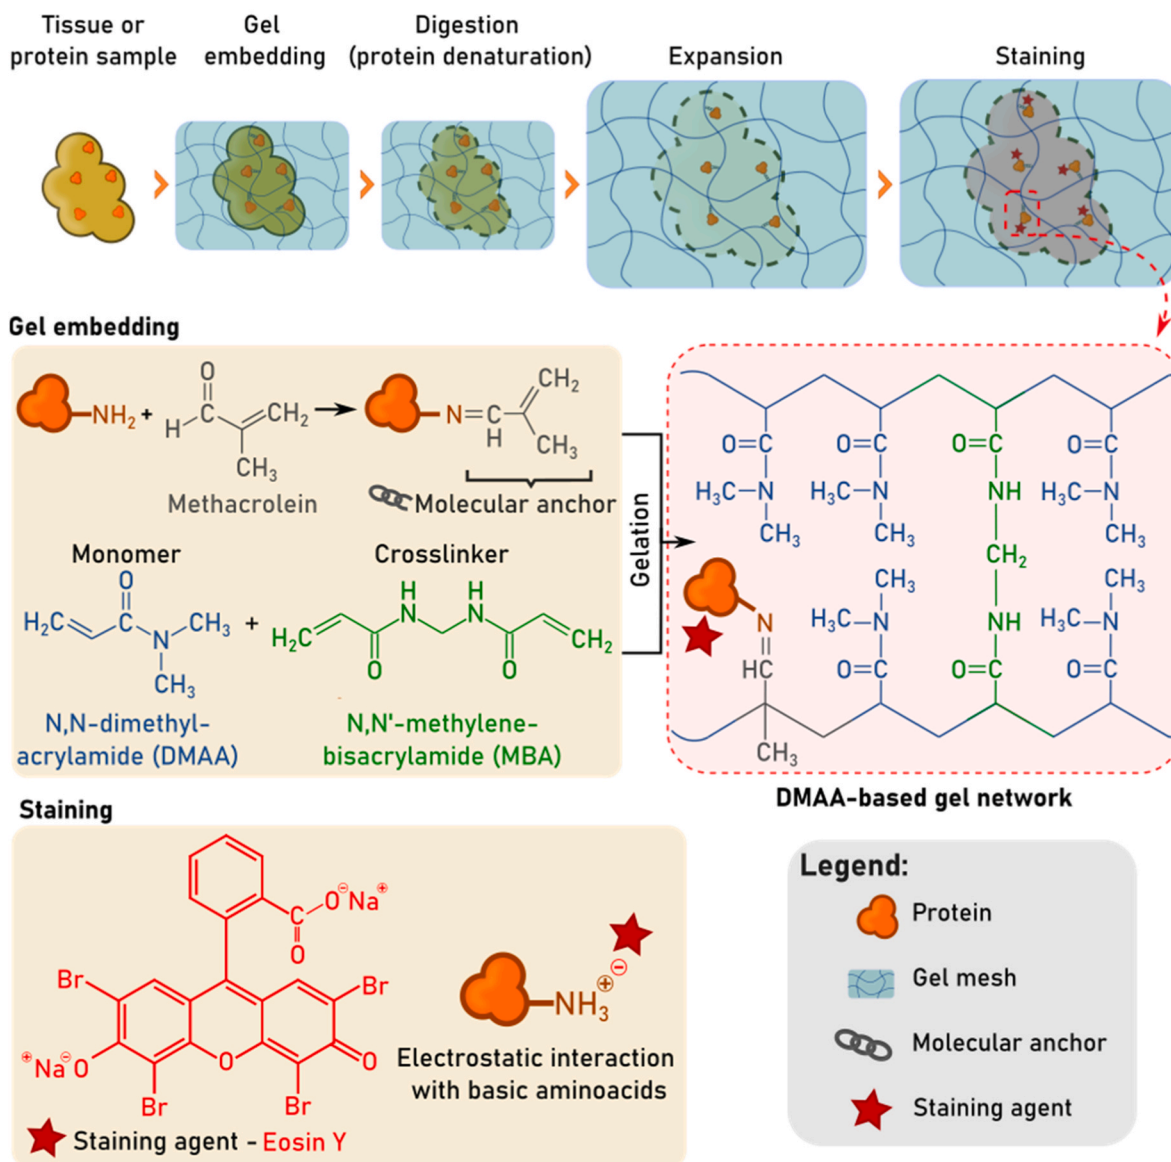 Tissue or
protein sample
Gel
embedding
Digestion
(protein denaturation)
Expansion
Staining
Gel embedding
NH₂ +
O
H
CH₂
CH₃
Methacrolein
N=C
H
CH₂
CH₃
Molecular anchor
Monomer
O
H₂C
N
CH₃
CH₃
N,N-dimethyl-
acrylamide (DMAA)
+
Crosslinker
H₂C
O
H
N
H
N
O
CH₂
N,N'-methylene-
bisacrylamide (MBA)
Gelation
O=C
H₃C–N
CH₃
O=C
H₃C–N
CH₃
O=C
NH
CH₂
NH
O=C
O=C
H₃C–N
CH₃
N
HC
CH₃
CH₃
H₃C–N
O=C
CH₃
H₃C–N
O=C
DMAA-based gel network
Staining
C
O⊖Na⊕
O
Br
Br
⊕Na⊖O
O
O
Br
Br
Staining agent - Eosin Y
NH₃
⊕
⊖
Electrostatic interaction
with basic aminoacids
Legend:
Protein
Gel mesh
Molecular anchor
Staining agent